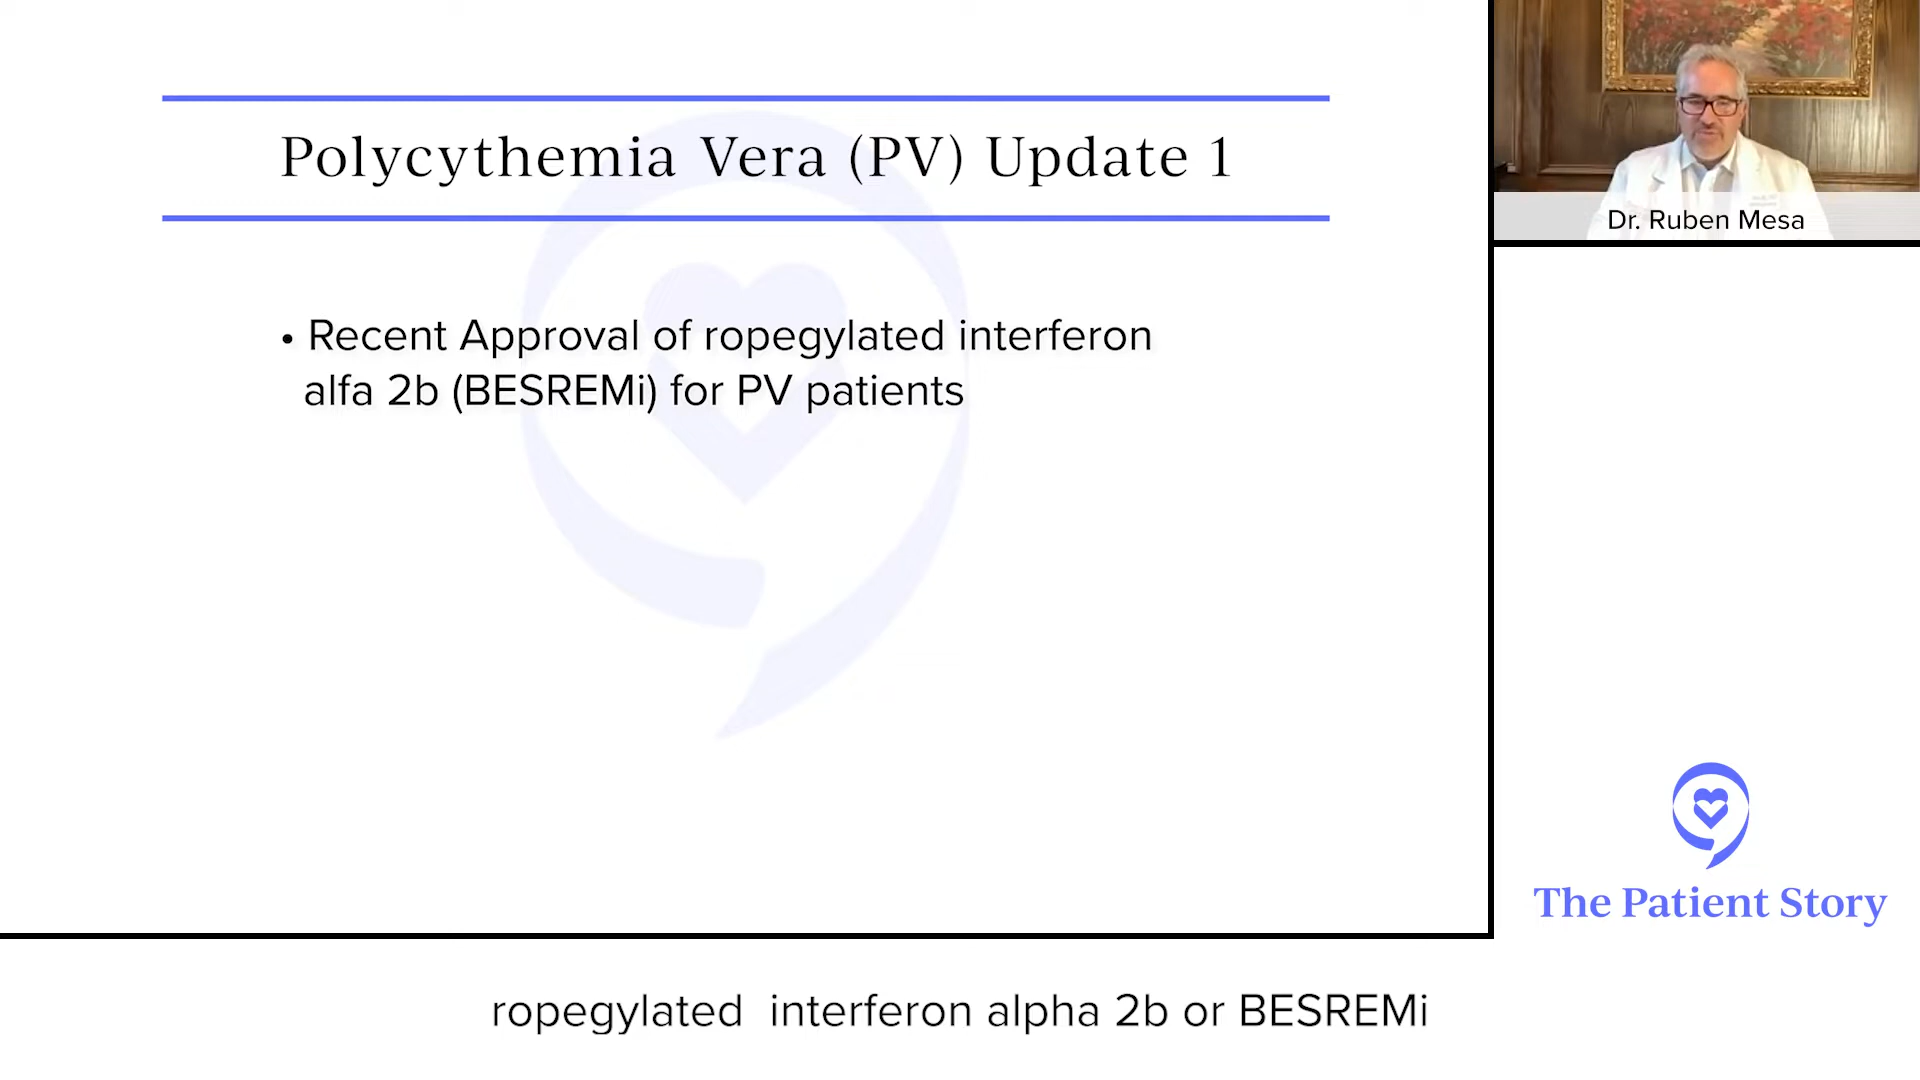 Polycythemia Vera (PV) Update 1
• Recent Approval of ropegylated interferon
alfa 2b (BESREMi) for PV patients
Dr. Ruben Mesa
The Patient Story
ropegylated interferon alpha 2b or BESREMi